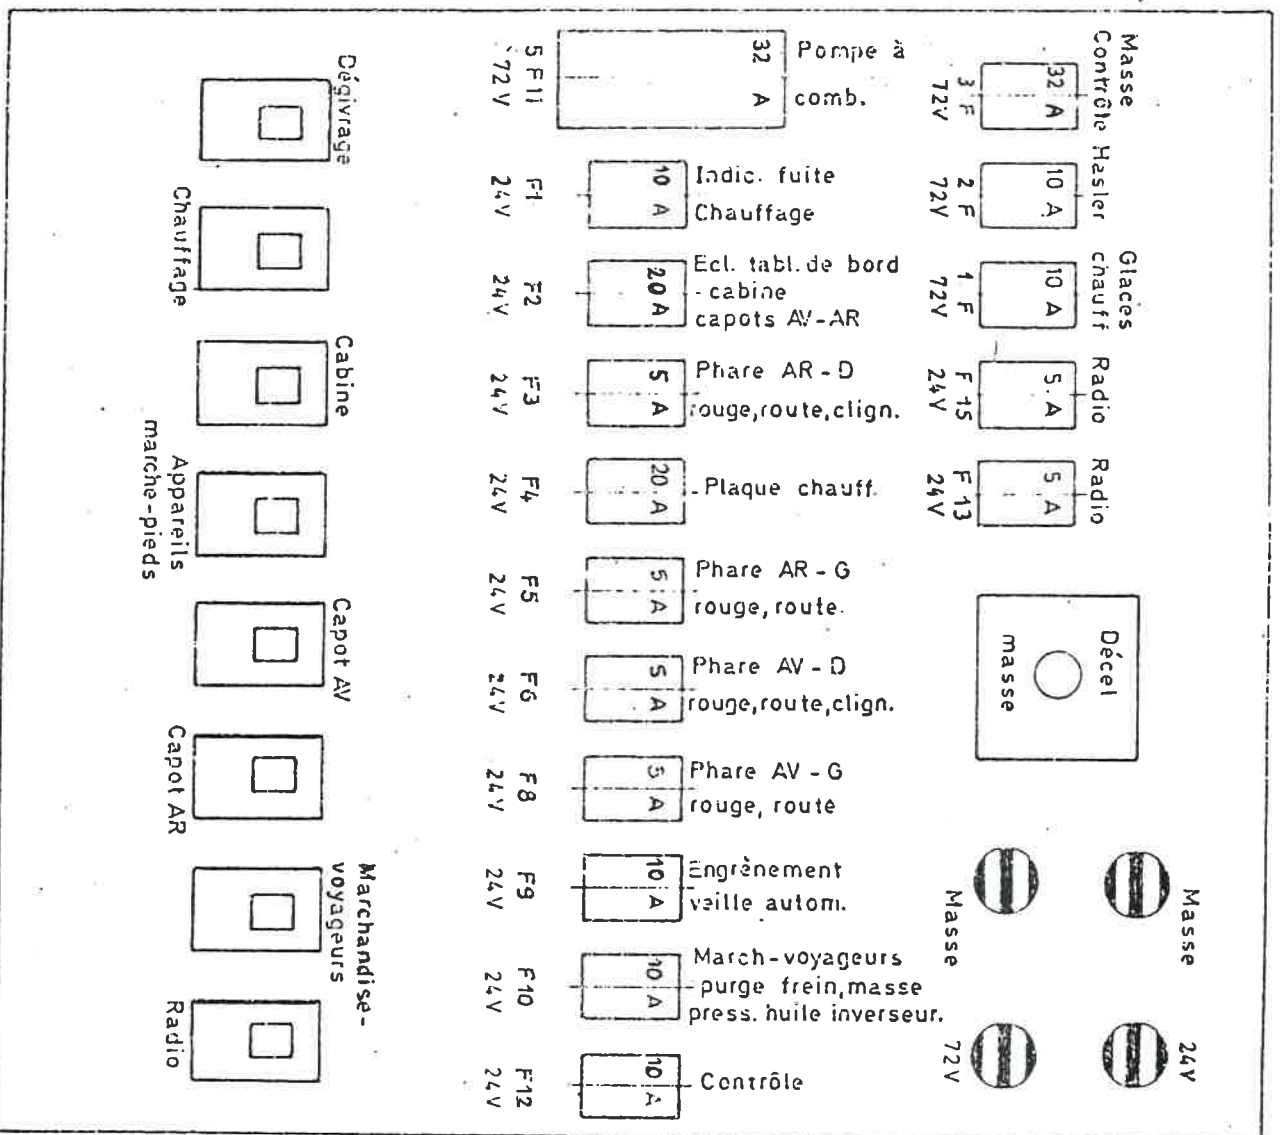 Dégivrage
Chauffage
Cabine
Appareils
marche-pieds
Capot AV
Capot AR
Marchandise-
voyageurs
Radio
5 F11
72V
32
A
Pompe à
comb.
F1
24V
10
A
Indic. fuite
Chauffage
F2
24V
20 A
Ecl. tabl. de bord
- cabine
capots AV-AR
F3
24V
5
A
Phare AR - D
rouge, route, clign.
F4
24V
20 A
Plaque chauff.
F5
24V
5 A
Phare AR - G
rouge, route.
F6
24V
5 A
Phare AV - D
rouge, route, clign.
F8
24V
5 A
Phare AV - G
rouge, route
F9
24V
10 A
Engrènement
veille autom.
F10
24V
10 A
March-voyageurs
purge frein, masse
press. huile inverseur.
F12
24V
10 A
Contrôle
Masse
Contrôle
32 A
3 F
72V
Hasler
10 A
2 F
72V
Glaces
chauff
10 A
1 F
72V
Radio
5 A
F 15
24V
Radio
5 A
F 13
24V
Décel
masse
Masse
Masse
72V
24V